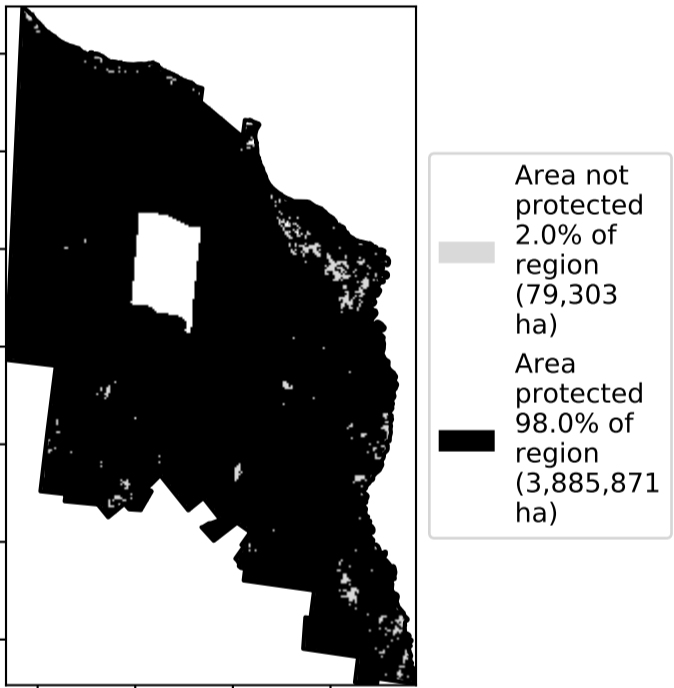 Area not
protected
2.0% of
region
(79,303
ha)
Area
protected
98.0% of
region
(3,885,871
ha)